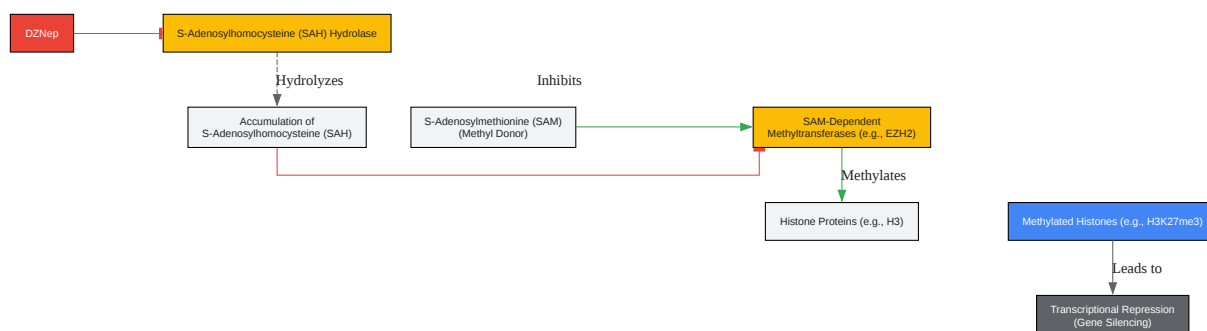 DZNep
S-Adenosylhomocysteine (SAH) Hydrolase
Hydrolyzes
Inhibits
Accumulation of
S-Adenosylhomocysteine (SAH)
S-Adenosylmethionine (SAM)
(Methyl Donor)
SAM-Dependent
Methyltransferases (e.g., EZH2)
Methylates
Histone Proteins (e.g., H3)
Methylated Histones (e.g., H3K27me3)
Leads to
Transcriptional Repression
(Gene Silencing)